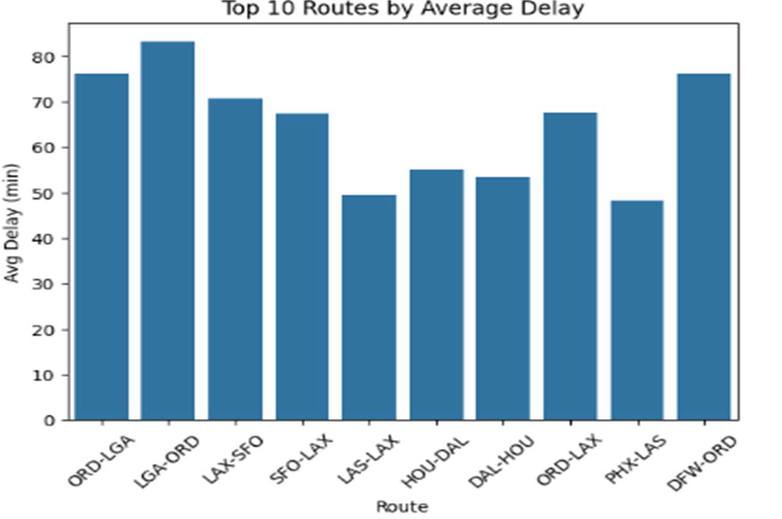 Top 10 Routes by Average Delay
Avg Delay (min)
80
70
60
50
40
30
20
10
0
ORD-LGA
LGA-ORD
LAX-SFO
SFO-LAX
LAS-LAX
HOU-DAL
DAL-HOU
ORD-LAX
PHX-LAS
DFW-ORD
Route